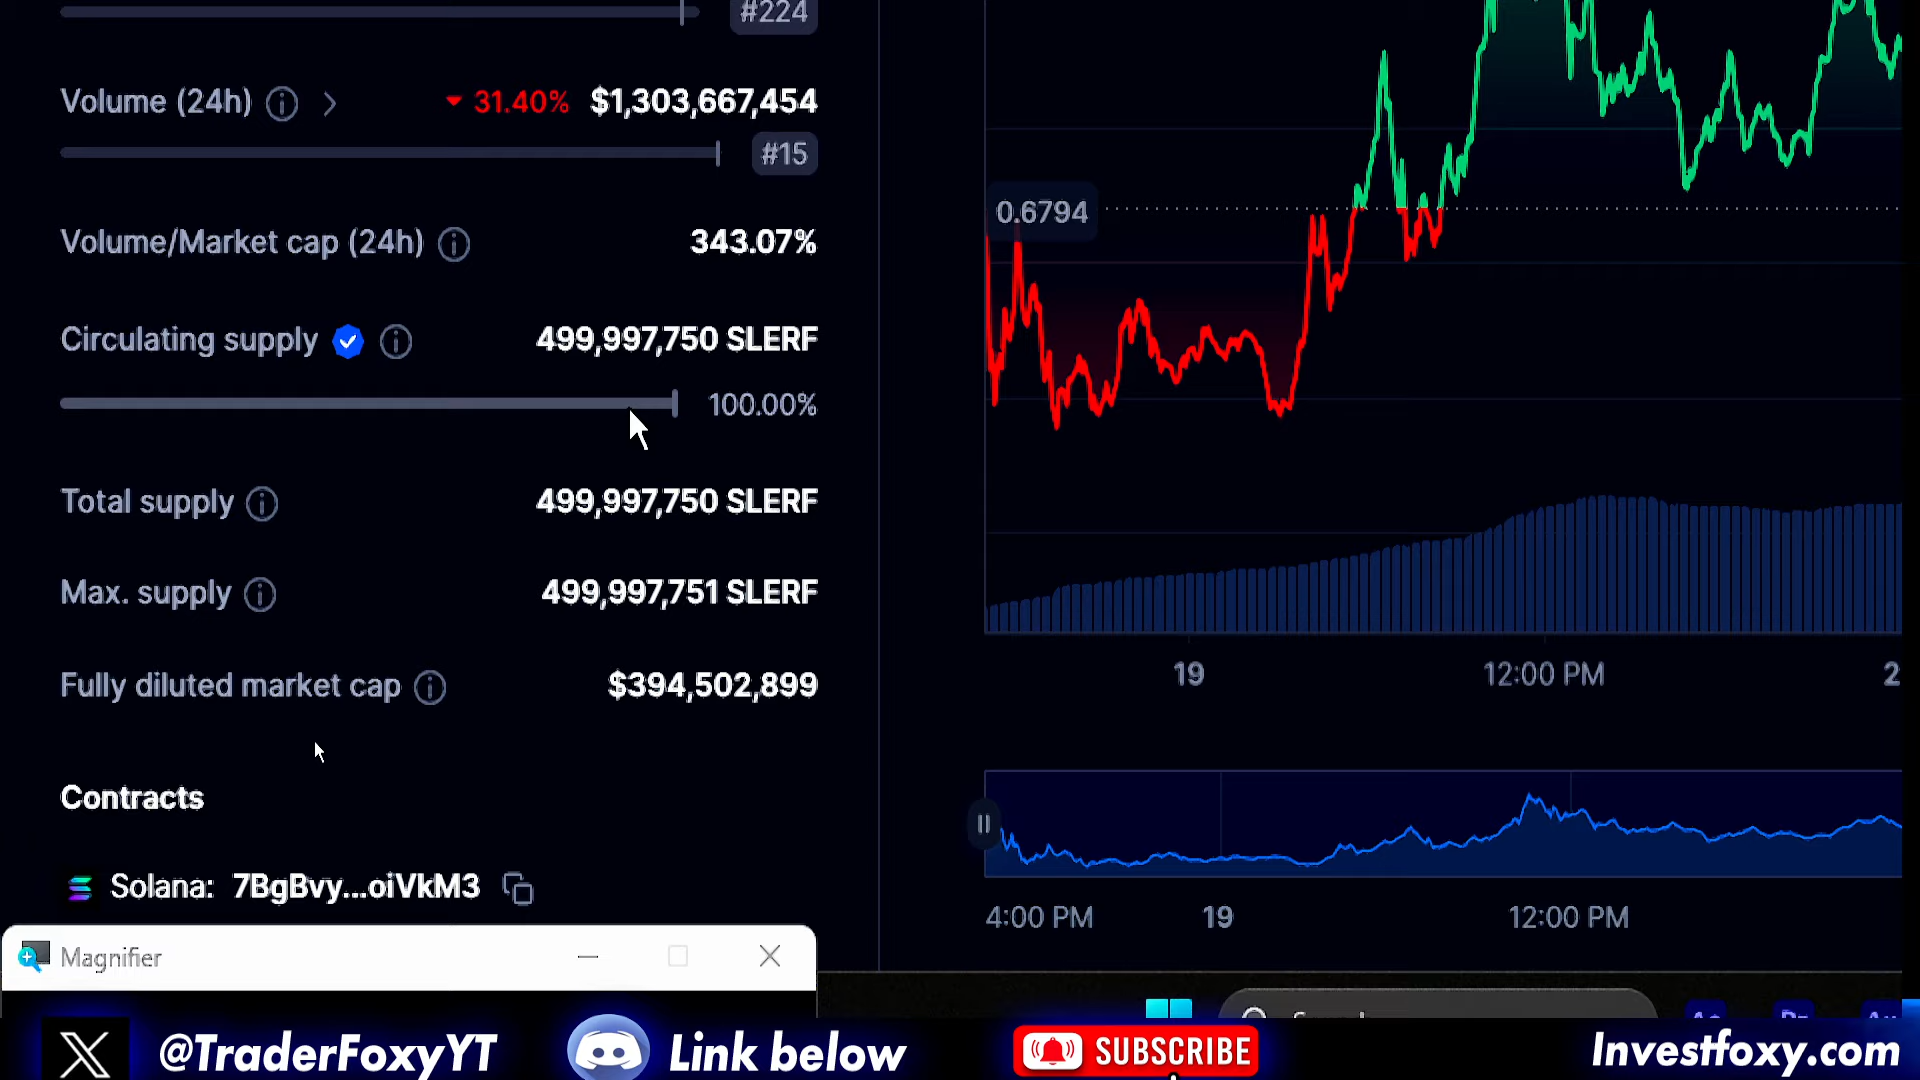 #224
Volume (24h) 31.40% $1,303,667,454
#15
Volume/Market cap (24h) 343.07%
Circulating supply 499,997,750 SLERF
100.00%
Total supply 499,997,750 SLERF
Max. supply 499,997,751 SLERF
Fully diluted market cap $394,502,899
Contracts
Solana: 7BgBvy...oiVkM3
0.6794
19 12:00 PM 2
4:00 PM 19 12:00 PM
Magnifier
@TraderFoxyYT
Link below
SUBSCRIBE
Investfoxy.com